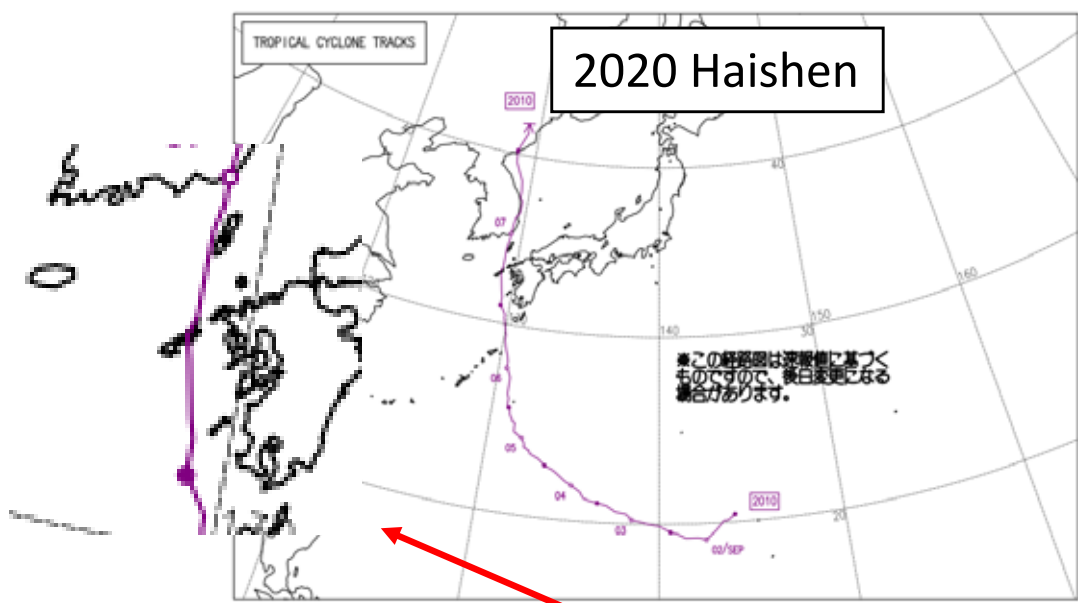 TROPICAL CYCLONE TRACKS
2020 Haishen
2010
40
07
160
150
140
30
※この経路図は速報値に基づく
ものですので、後日変更になる
場合があります。
06
05
04
2010
20
03
02/SEP